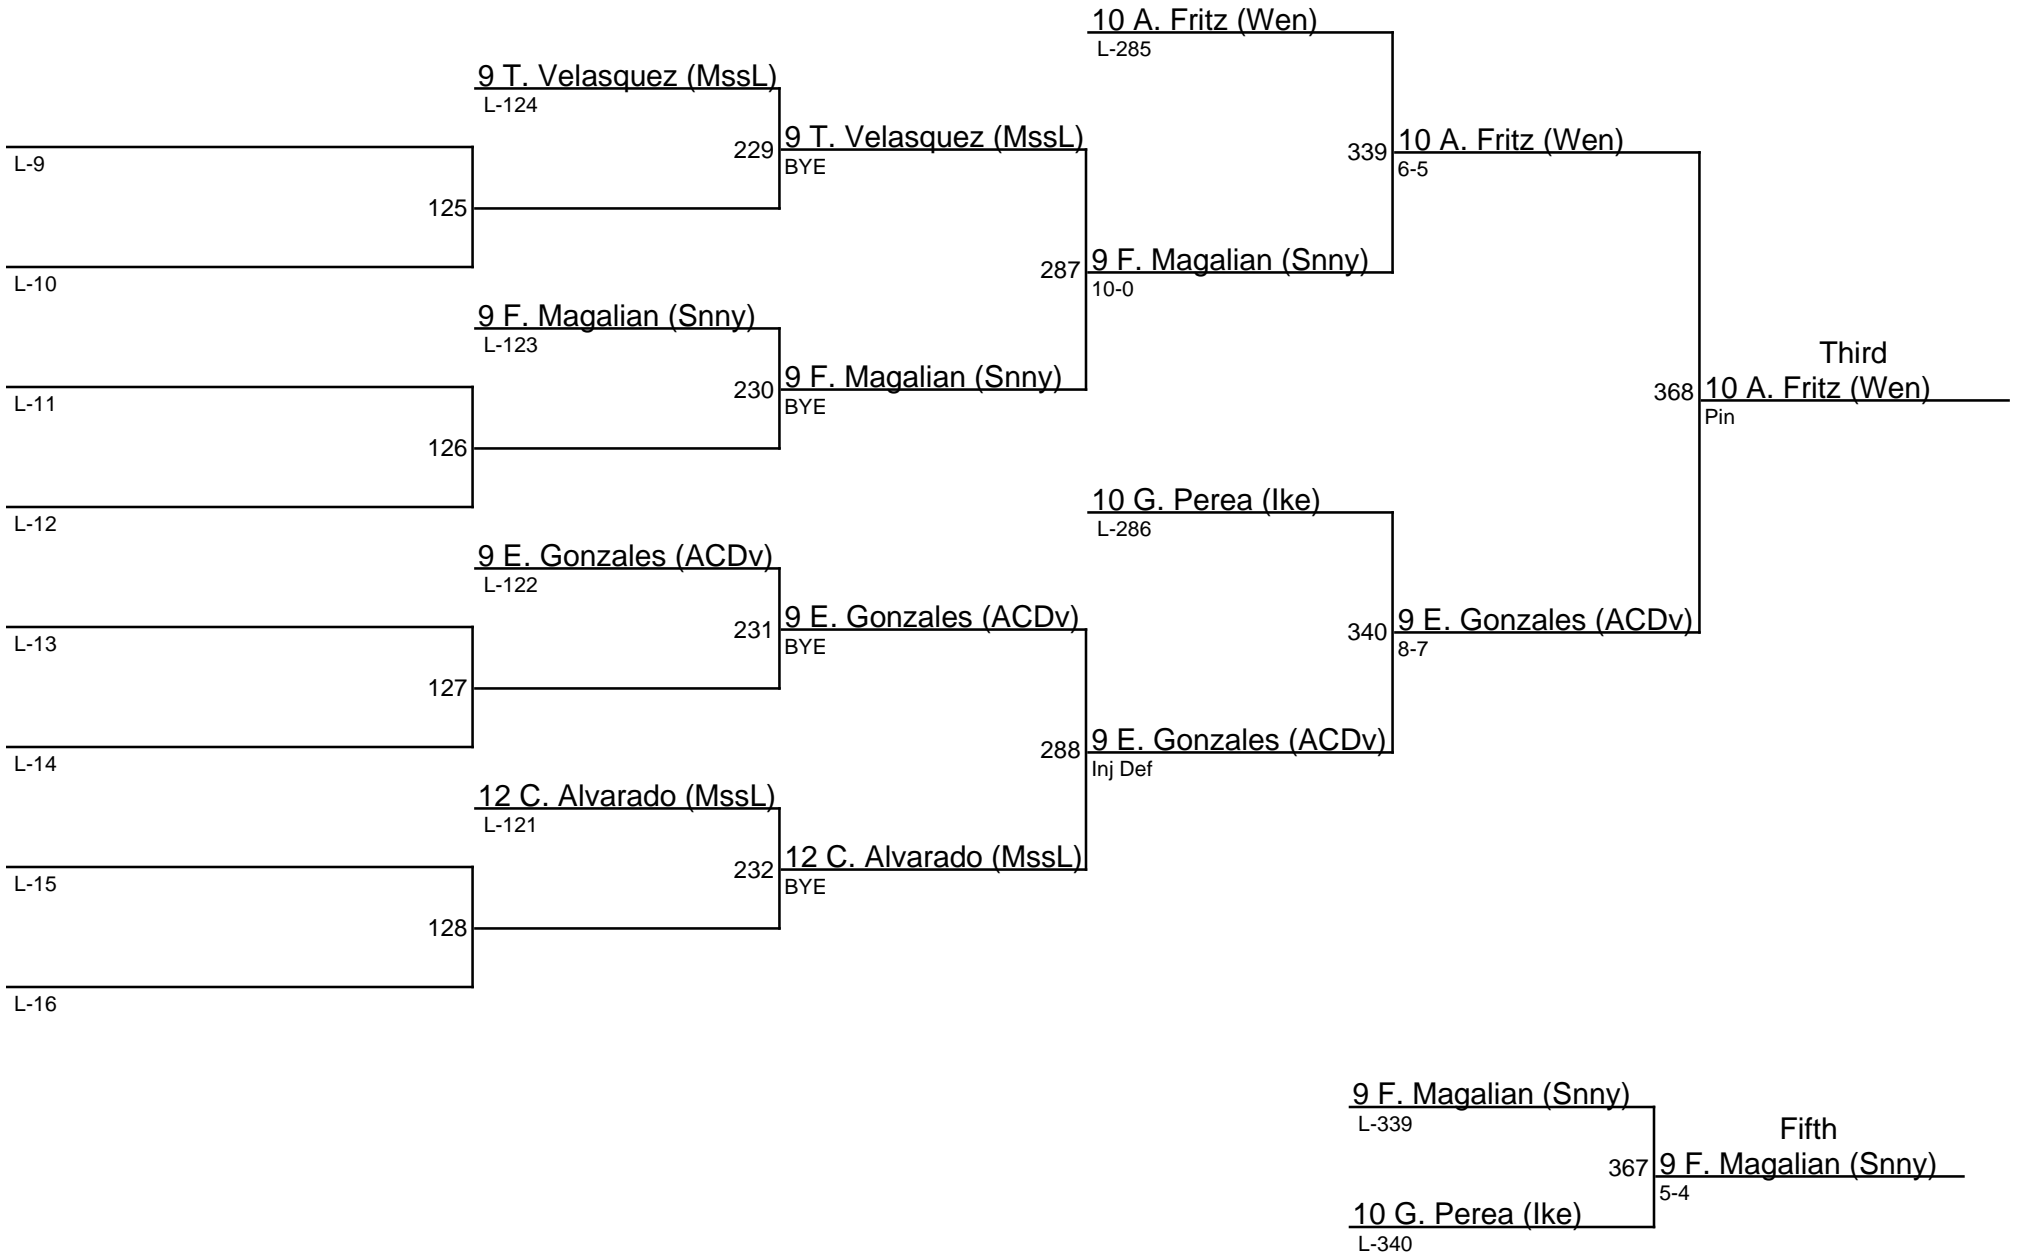 10 A. Fritz (Wen)
L-285
9 T. Velasquez (MssL)
L-124
229 9 T. Velasquez (MssL)
BYE
339 10 A. Fritz (Wen)
6-5
L-9
125
L-10
287 9 F. Magalian (Snny)
10-0
9 F. Magalian (Snny)
L-123
230 9 F. Magalian (Snny)
BYE
Third
368 10 A. Fritz (Wen)
Pin
L-11
126
L-12
10 G. Perea (Ike)
L-286
9 E. Gonzales (ACDv)
L-122
231 9 E. Gonzales (ACDv)
BYE
340 9 E. Gonzales (ACDv)
8-7
L-13
127
L-14
288 9 E. Gonzales (ACDv)
Inj Def
12 C. Alvarado (MssL)
L-121
232 12 C. Alvarado (MssL)
BYE
L-15
128
L-16
9 F. Magalian (Snny)
L-339
Fifth
367 9 F. Magalian (Snny)
5-4
10 G. Perea (Ike)
L-340